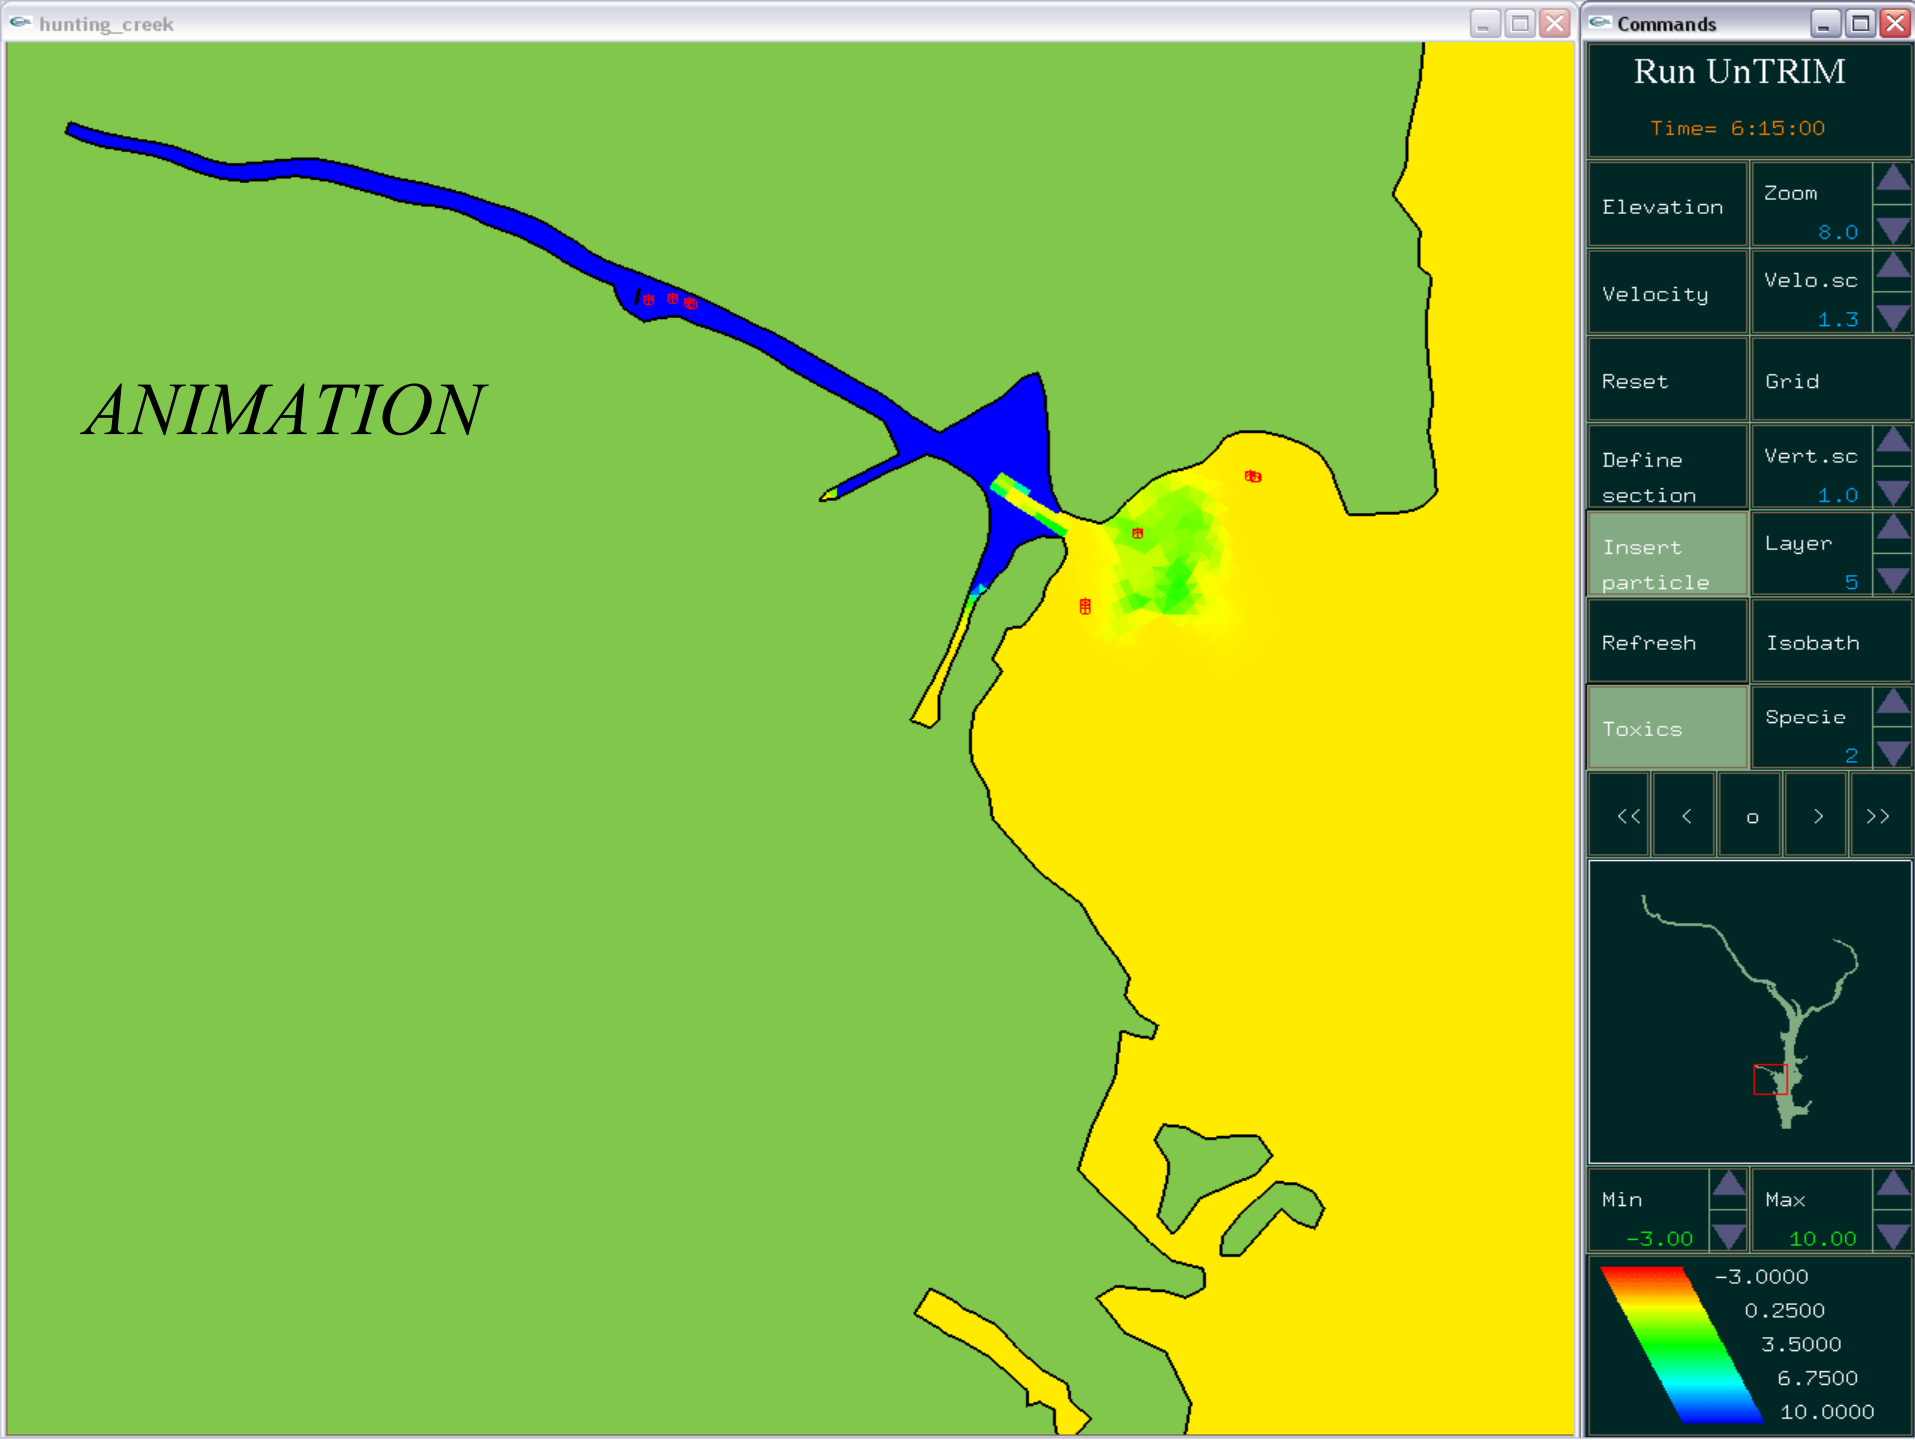 hunting_creek
ANIMATION
Commands
Run UnTRIM
Time= 6:15:00
Elevation
Zoom
8.0
Velocity
Velo.sc
1.3
Reset
Grid
Define
section
Vert.sc
1.0
Insert
particle
Layer
5
Refresh
Isobath
Toxics
Specie
2
<< < o > >>
Min
-3.00
Max
10.00
-3.0000
0.2500
3.5000
6.7500
10.0000